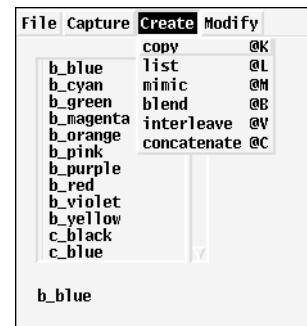 File Capture Create Modify
copy @K
list @L
mimic @M
blend @B
interleave @V
concatenate @C
b_blue
b_cyan
b_green
b_magenta
b_orange
b_pink
b_purple
b_red
b_violet
b_yellow
c_black
c_blue
b_blue